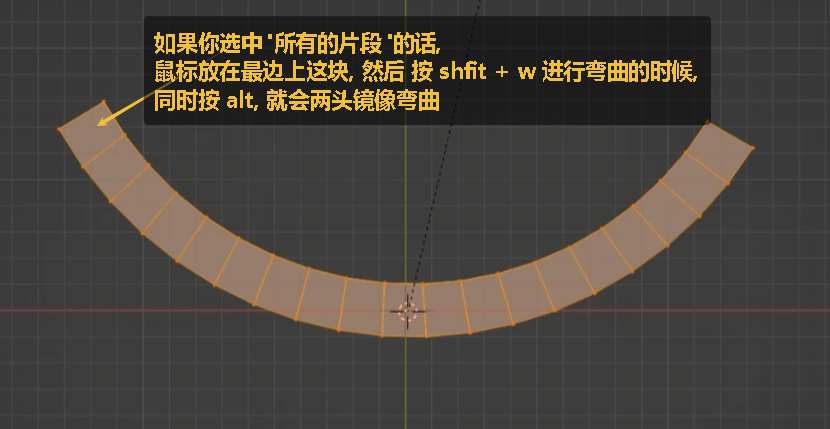 如果你选中 '所有的片段 '的话,
鼠标放在最边上这块, 然后 按 shfit + w 进行弯曲的时候,
同时按 alt, 就会两头镜像弯曲